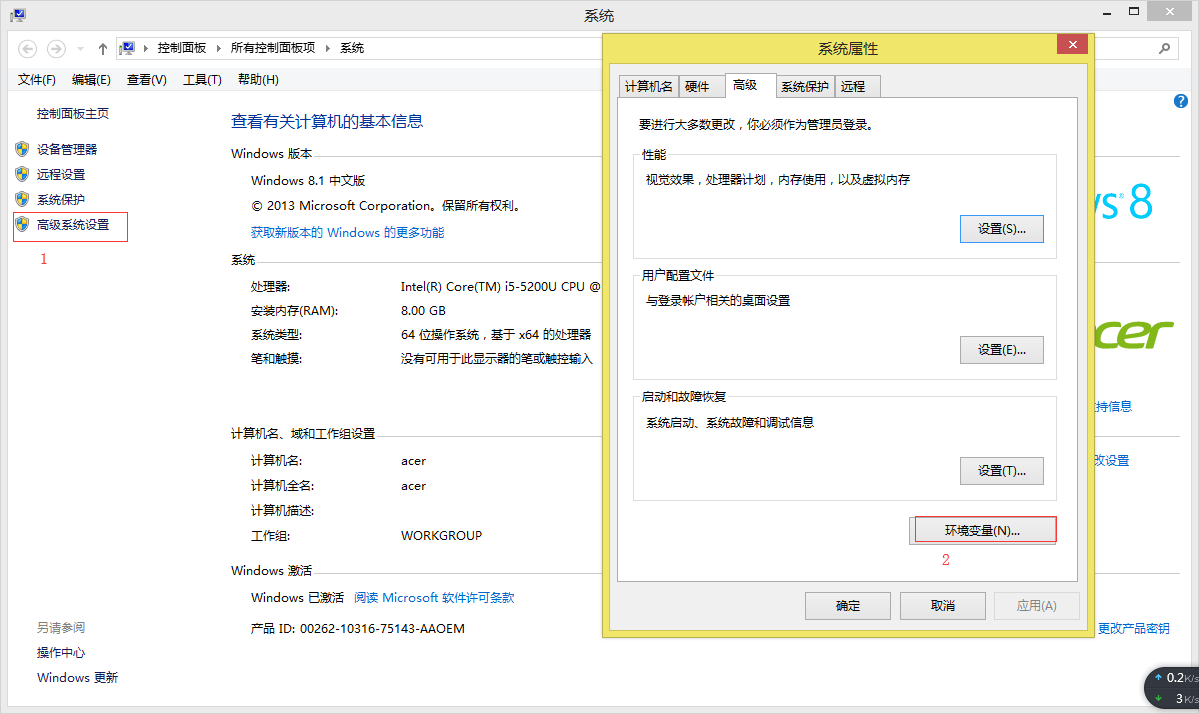 系统
控制面板 所有控制面板项 系统
文件(F) 编辑(E) 查看(V) 工具(T) 帮助(H)
控制面板主页
设备管理器
远程设置
系统保护
高级系统设置
1
另请参阅
操作中心
Windows 更新
查看有关计算机的基本信息
Windows 版本
Windows 8.1 中文版
© 2013 Microsoft Corporation。保留所有权利。
获取新版本的 Windows 的更多功能
系统
处理器: Intel(R) Core(TM) i5-5200U CPU @
安装内存(RAM): 8.00 GB
系统类型: 64 位操作系统，基于 x64 的处理器
笔和触摸: 没有可用于此显示器的笔或触控输入
计算机名、域和工作组设置
计算机名: acer
计算机全名: acer
计算机描述:
工作组: WORKGROUP
Windows 激活
Windows 已激活 阅读 Microsoft 软件许可条款
产品 ID: 00262-10316-75143-AAOEM
系统属性
计算机名 硬件 高级 系统保护 远程
要进行大多数更改，你必须作为管理员登录。
性能
视觉效果，处理器计划，内存使用，以及虚拟内存
设置(S)...
用户配置文件
与登录帐户相关的桌面设置
设置(E)...
启动和故障恢复
系统启动、系统故障和调试信息
设置(T)...
环境变量(N)...
2
确定 取消 应用(A)
?
s 8
cer
持信息
改设置
更改产品密钥
0.2K/s
3K/s